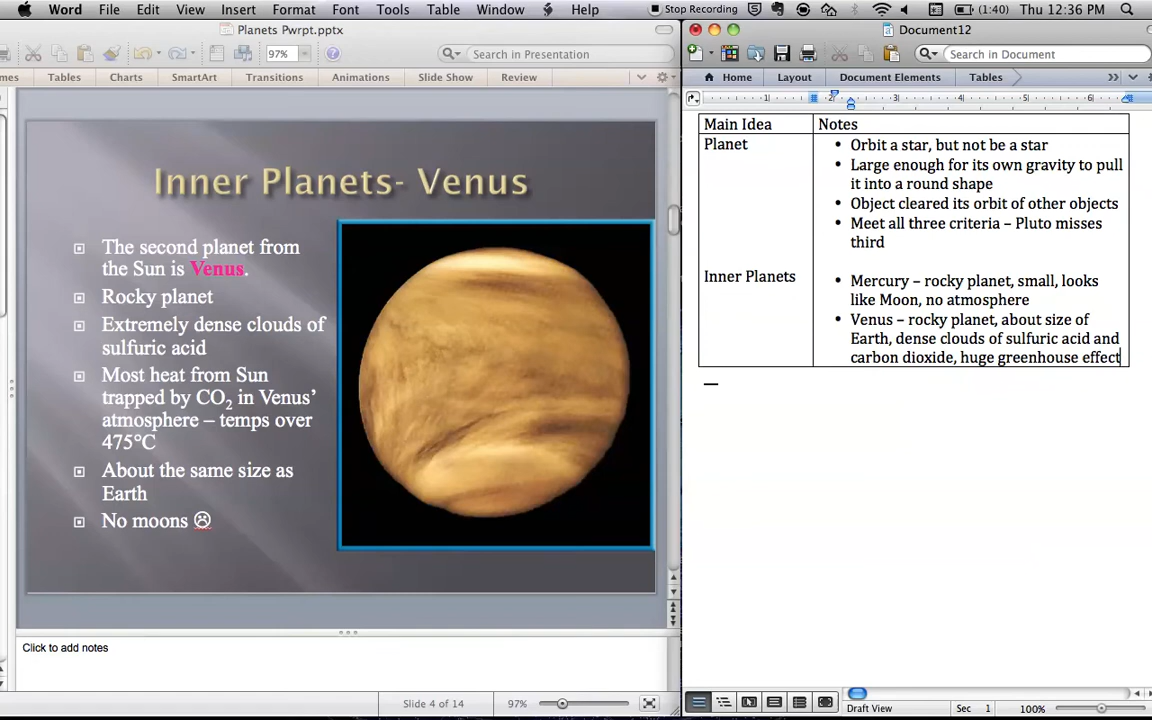 Word File Edit View Insert Format Font Tools Table Window Help Stop Recording (1:40) Thu 12:36 PM
Planets Pwrpt.pptx
97% Search in Presentation
Tables Charts SmartArt Transitions Animations Slide Show Review
Inner Planets- Venus
The second planet from
the Sun is Venus.
Rocky planet
Extremely dense clouds of
sulfuric acid
Most heat from Sun
trapped by CO2 in Venus’
atmosphere – temps over
475°C
About the same size as
Earth
No moons ☹
Click to add notes
Slide 4 of 14 97%
Document12
Search in Document
Home Layout Document Elements Tables
1 2 3 4 5 6
Main Idea Notes
Planet
• Orbit a star, but not be a star
• Large enough for its own gravity to pull
it into a round shape
• Object cleared its orbit of other objects
• Meet all three criteria – Pluto misses
third
Inner Planets
• Mercury – rocky planet, small, looks
like Moon, no atmosphere
• Venus – rocky planet, about size of
Earth, dense clouds of sulfuric acid and
carbon dioxide, huge greenhouse effect
Draft View Sec 1 100%